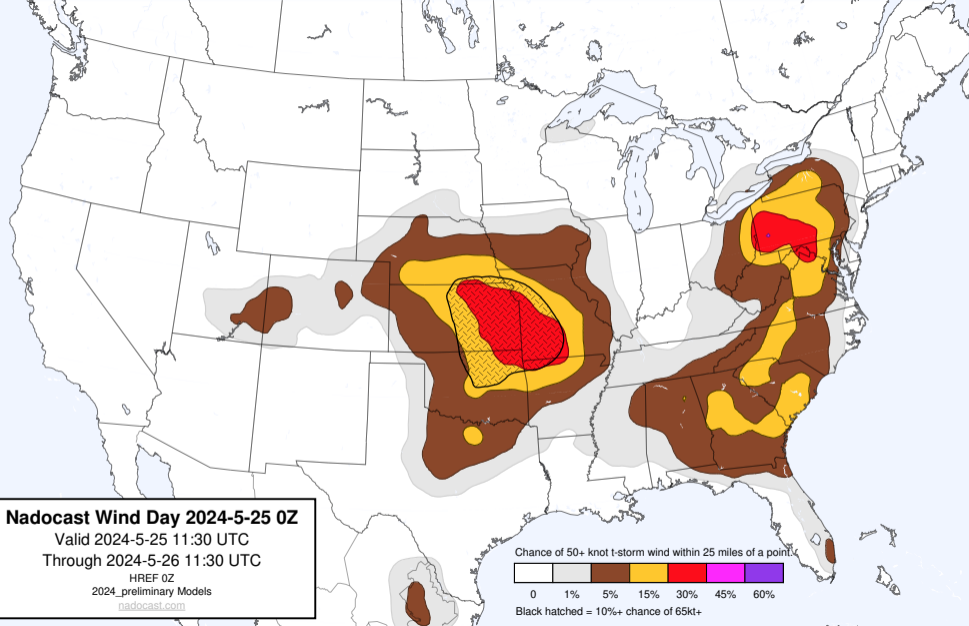 Nadocast Wind Day 2024-5-25 0Z
Valid 2024-5-25 11:30 UTC
Through 2024-5-26 11:30 UTC
HREF 0Z
2024_preliminary Models
nadocast.com
Chance of 50+ knot t-storm wind within 25 miles of a point.
0 1% 5% 15% 30% 45% 60%
Black hatched = 10%+ chance of 65kt+